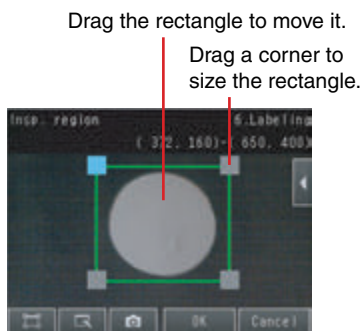 Drag the rectangle to move it.
Drag a corner to
size the rectangle.
Insp. region
6.Labeling
( 372, 160)-( 650, 400)
OK
Cancel